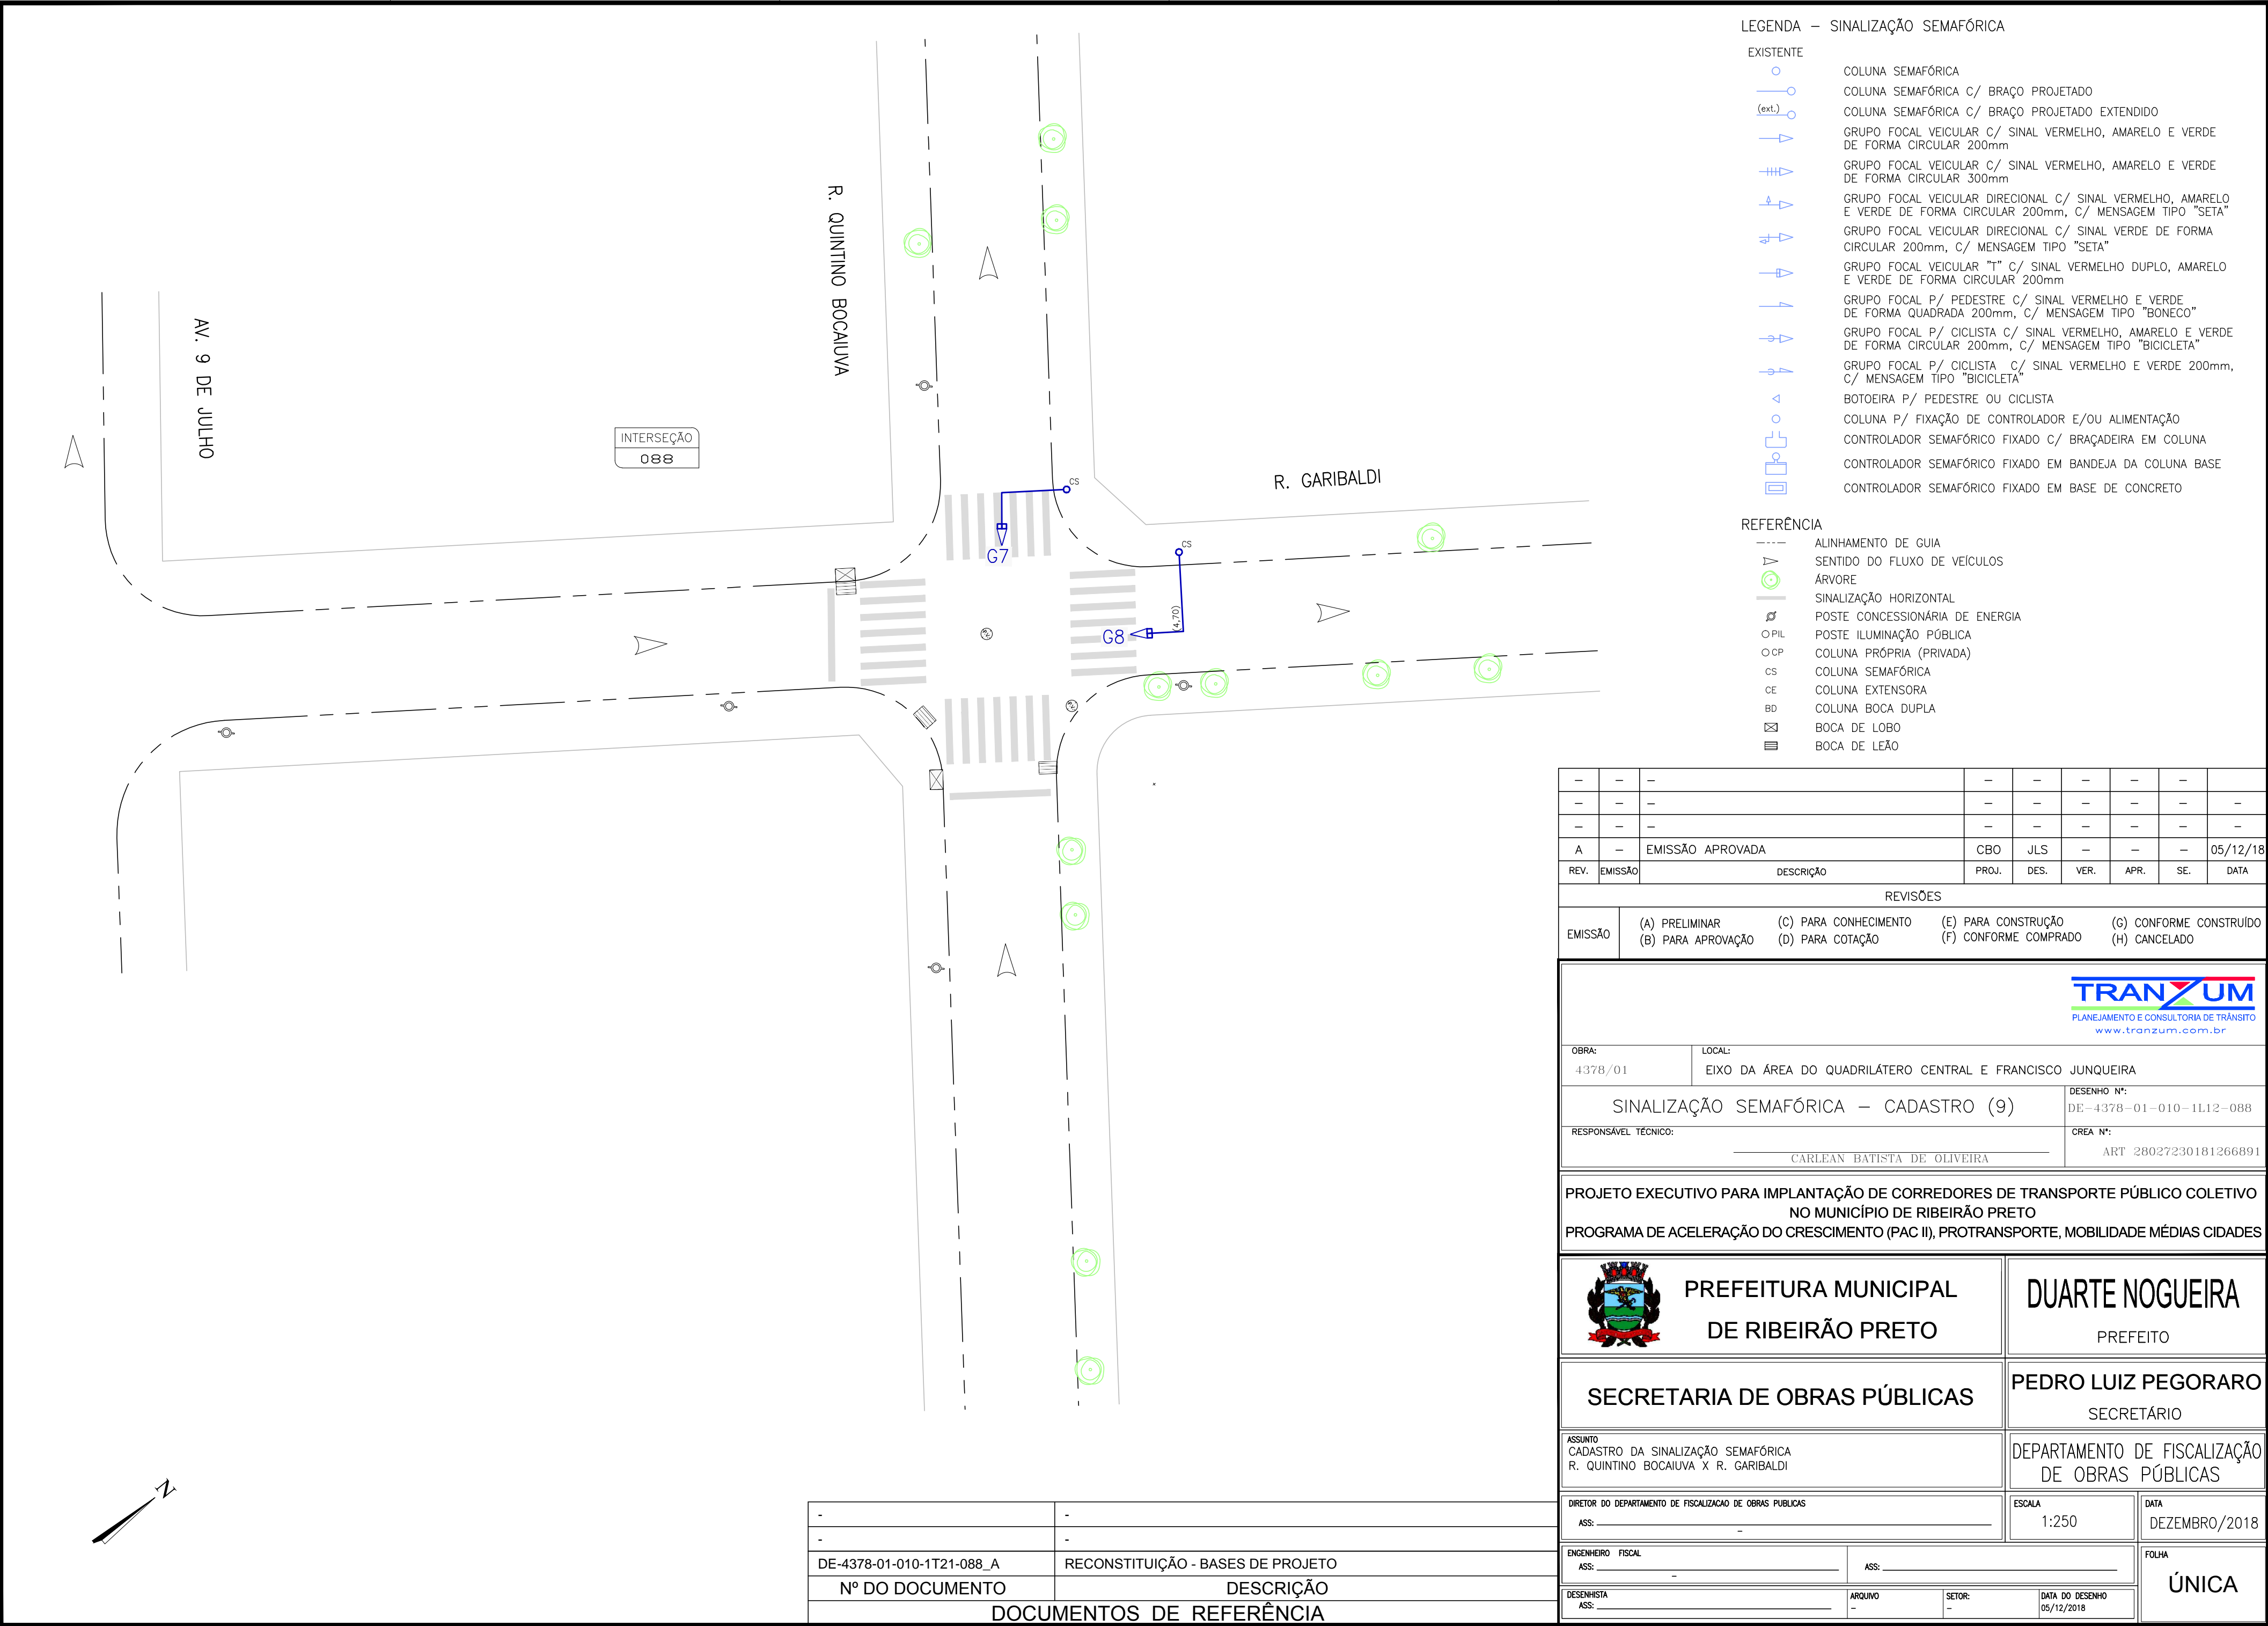 LEGENDA – SINALIZAÇÃO SEMAFÓRICA
EXISTENTE
COLUNA SEMAFÓRICA
COLUNA SEMAFÓRICA C/ BRAÇO PROJETADO
(ext.) COLUNA SEMAFÓRICA C/ BRAÇO PROJETADO EXTENDIDO
GRUPO FOCAL VEICULAR C/ SINAL VERMELHO, AMARELO E VERDE
DE FORMA CIRCULAR 200mm
GRUPO FOCAL VEICULAR C/ SINAL VERMELHO, AMARELO E VERDE
DE FORMA CIRCULAR 300mm
GRUPO FOCAL VEICULAR DIRECIONAL C/ SINAL VERMELHO, AMARELO
E VERDE DE FORMA CIRCULAR 200mm, C/ MENSAGEM TIPO "SETA"
GRUPO FOCAL VEICULAR DIRECIONAL C/ SINAL VERDE DE FORMA
CIRCULAR 200mm, C/ MENSAGEM TIPO "SETA"
GRUPO FOCAL VEICULAR "T" C/ SINAL VERMELHO DUPLO, AMARELO
E VERDE DE FORMA CIRCULAR 200mm
GRUPO FOCAL P/ PEDESTRE C/ SINAL VERMELHO E VERDE
DE FORMA QUADRADA 200mm, C/ MENSAGEM TIPO "BONECO"
GRUPO FOCAL P/ CICLISTA C/ SINAL VERMELHO, AMARELO E VERDE
DE FORMA CIRCULAR 200mm, C/ MENSAGEM TIPO "BICICLETA"
GRUPO FOCAL P/ CICLISTA C/ SINAL VERMELHO E VERDE 200mm,
C/ MENSAGEM TIPO "BICICLETA"
BOTOEIRA P/ PEDESTRE OU CICLISTA
COLUNA P/ FIXAÇÃO DE CONTROLADOR E/OU ALIMENTAÇÃO
CONTROLADOR SEMAFÓRICO FIXADO C/ BRAÇADEIRA EM COLUNA
CONTROLADOR SEMAFÓRICO FIXADO EM BANDEJA DA COLUNA BASE
CONTROLADOR SEMAFÓRICO FIXADO EM BASE DE CONCRETO
REFERÊNCIA
ALINHAMENTO DE GUIA
SENTIDO DO FLUXO DE VEÍCULOS
ÁRVORE
SINALIZAÇÃO HORIZONTAL
POSTE CONCESSIONÁRIA DE ENERGIA
PIL POSTE ILUMINAÇÃO PÚBLICA
CP COLUNA PRÓPRIA (PRIVADA)
CS COLUNA SEMAFÓRICA
CE COLUNA EXTENSORA
BD COLUNA BOCA DUPLA
BOCA DE LOBO
BOCA DE LEÃO
AV. 9 DE JULHO
R. QUINTINO BOCAIUVA
INTERSEÇÃO
088
R. GARIBALDI
CS
G7
CS
(4,70)
G8
N
– – – – – – – –
– – – – – – – – –
– – – – – – – – –
A – EMISSÃO APROVADA CBO JLS – – – 05/12/18
REV. EMISSÃO DESCRIÇÃO PROJ. DES. VER. APR. SE. DATA
REVISÕES
EMISSÃO
(A) PRELIMINAR (C) PARA CONHECIMENTO (E) PARA CONSTRUÇÃO (G) CONFORME CONSTRUÍDO
(B) PARA APROVAÇÃO (D) PARA COTAÇÃO (F) CONFORME COMPRADO (H) CANCELADO
TRANZUM
PLANEJAMENTO E CONSULTORIA DE TRÂNSITO
www.tranzum.com.br
OBRA: LOCAL:
4378/01 EIXO DA ÁREA DO QUADRILÁTERO CENTRAL E FRANCISCO JUNQUEIRA
SINALIZAÇÃO SEMAFÓRICA – CADASTRO (9)
DESENHO Nº:
DE-4378-01-010-1L12-088
RESPONSÁVEL TÉCNICO:
CARLEAN BATISTA DE OLIVEIRA
CREA Nº:
ART 28027230181266891
PROJETO EXECUTIVO PARA IMPLANTAÇÃO DE CORREDORES DE TRANSPORTE PÚBLICO COLETIVO
NO MUNICÍPIO DE RIBEIRÃO PRETO
PROGRAMA DE ACELERAÇÃO DO CRESCIMENTO (PAC II), PROTRANSPORTE, MOBILIDADE MÉDIAS CIDADES
PREFEITURA MUNICIPAL
DE RIBEIRÃO PRETO
DUARTE NOGUEIRA
PREFEITO
SECRETARIA DE OBRAS PÚBLICAS
PEDRO LUIZ PEGORARO
SECRETÁRIO
ASSUNTO
CADASTRO DA SINALIZAÇÃO SEMAFÓRICA
R. QUINTINO BOCAIUVA X R. GARIBALDI
DEPARTAMENTO DE FISCALIZAÇÃO
DE OBRAS PÚBLICAS
DIRETOR DO DEPARTAMENTO DE FISCALIZACAO DE OBRAS PUBLICAS
ASS:
–
ESCALA
1:250
DATA
DEZEMBRO/2018
ENGENHEIRO FISCAL
ASS: ASS:
–
FOLHA
ÚNICA
DESENHISTA
ASS:
ARQUIVO
–
SETOR:
–
DATA DO DESENHO
05/12/2018
- -
- -
DE-4378-01-010-1T21-088_A RECONSTITUIÇÃO - BASES DE PROJETO
Nº DO DOCUMENTO DESCRIÇÃO
DOCUMENTOS DE REFERÊNCIA